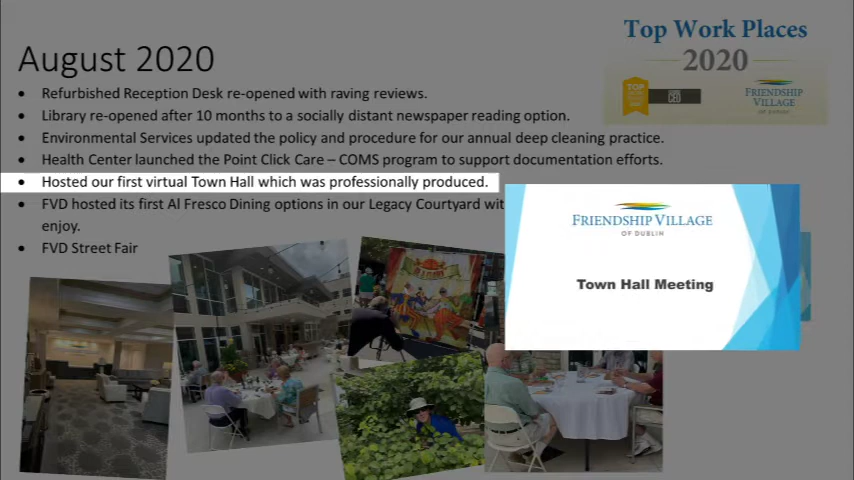 Top Work Places
2020
August 2020
• Refurbished Reception Desk re-opened with raving reviews.
• Library re-opened after 10 months to a socially distant newspaper reading option.
• Environmental Services updated the policy and procedure for our annual deep cleaning practice.
• Health Center launched the Point Click Care – COMS program to support documentation efforts.
• Hosted our first virtual Town Hall which was professionally produced.
• FVD hosted its first Al Fresco Dining options in our Legacy Courtyard
enjoy.
• FVD Street Fair
TOP
CEO
FRIENDSHIP
VILLAGE
OF DUBLIN
FRIENDSHIP VILLAGE
OF DUBLIN
Town Hall Meeting